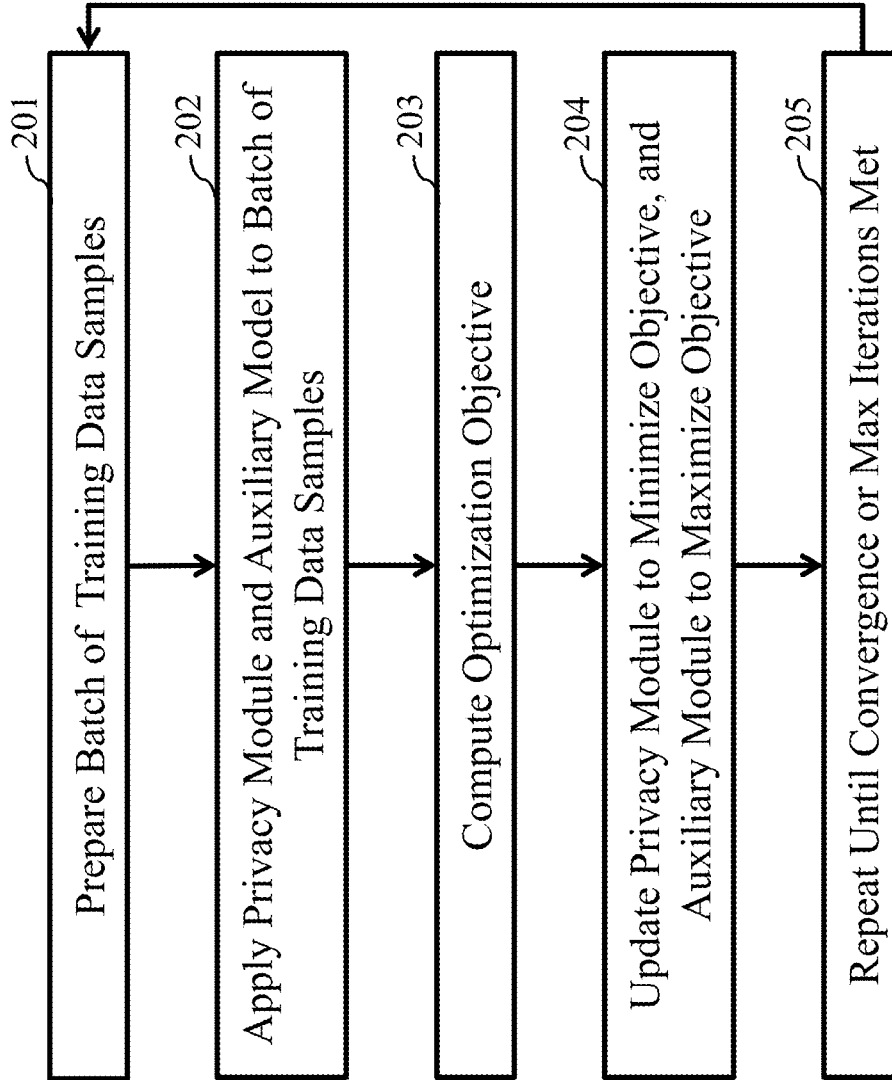 201
Prepare Batch of Training Data Samples
202
Apply Privacy Module and Auxiliary Model to Batch of
Training Data Samples
203
Compute Optimization Objective
204
Update Privacy Module to Minimize Objective, and
Auxiliary Module to Maximize Objective
205
Repeat Until Convergence or Max Iterations Met